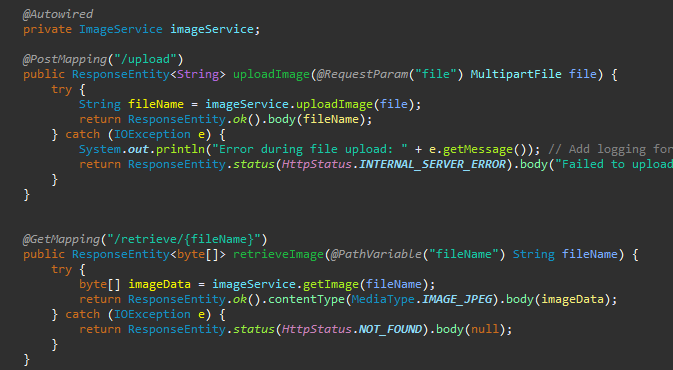 @Autowired
private ImageService imageService;
@PostMapping("/upload")
public ResponseEntity<String> uploadImage(@RequestParam("file") MultipartFile file) {
try {
String fileName = imageService.uploadImage(file);
return ResponseEntity.ok().body(fileName);
} catch (IOException e) {
System.out.println("Error during file upload: " + e.getMessage()); // Add logging for
return ResponseEntity.status(HttpStatus.INTERNAL_SERVER_ERROR).body("Failed to upload
}
}
@GetMapping("/retrieve/{fileName}")
public ResponseEntity<byte[]> retrieveImage(@PathVariable("fileName") String fileName) {
try {
byte[] imageData = imageService.getImage(fileName);
return ResponseEntity.ok().contentType(MediaType.IMAGE_JPEG).body(imageData);
} catch (IOException e) {
return ResponseEntity.status(HttpStatus.NOT_FOUND).body(null);
}
}